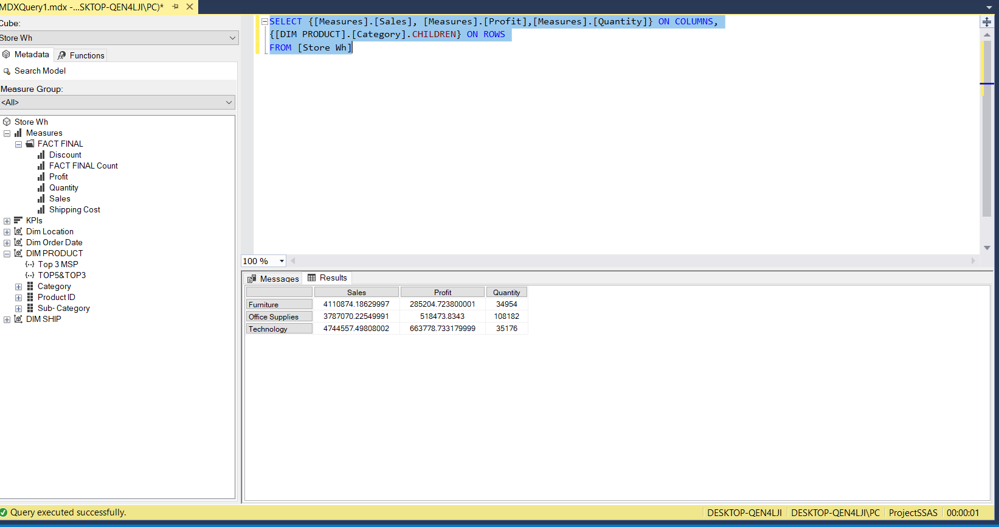 MDXQuery1.mdx -...SKTOP-QEN4LJI\PC)*
Cube:
Store Wh
Metadata
Functions
Search Model
Measure Group:
<All>
Store Wh
Measures
FACT FINAL
Discount
FACT FINAL Count
Profit
Quantity
Sales
Shipping Cost
KPIs
Dim Location
Dim Order Date
DIM PRODUCT
Top 3 MSP
TOP5&TOP3
Category
Product ID
Sub- Category
DIM SHIP
SELECT {[Measures].[Sales], [Measures].[Profit],[Measures].[Quantity]} ON COLUMNS,
{[DIM PRODUCT].[Category].CHILDREN} ON ROWS
FROM [Store Wh]
100 %
Messages
Results
Sales Profit Quantity
Furniture 4110874.18629997 285204.723800001 34954
Office Supplies 3787070.22549991 518473.8343 108182
Technology 4744557.49808002 663778.733179999 35176
Query executed successfully.
DESKTOP-QEN4LJI
DESKTOP-QEN4LJI\PC
ProjectSSAS
00:00:01